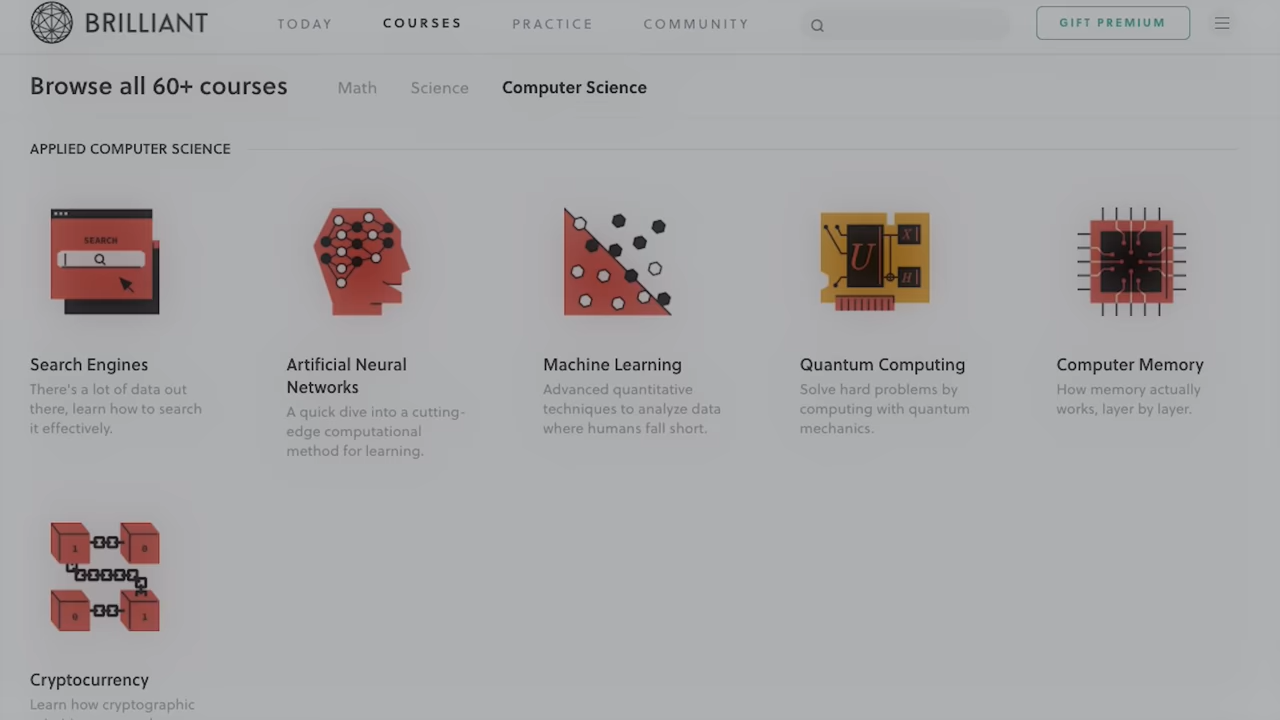 BRILLIANT
TODAY
COURSES
PRACTICE
COMMUNITY
GIFT PREMIUM
Browse all 60+ courses
Math
Science
Computer Science
APPLIED COMPUTER SCIENCE
SEARCH
U
X
H
Search Engines
There's a lot of data out
there, learn how to search
it effectively.
Artificial Neural
Networks
A quick dive into a cutting-
edge computational
method for learning.
Machine Learning
Advanced quantitative
techniques to analyze data
where humans fall short.
Quantum Computing
Solve hard problems by
computing with quantum
mechanics.
Computer Memory
How memory actually
works, layer by layer.
1
0
0
1
Cryptocurrency
Learn how cryptographic